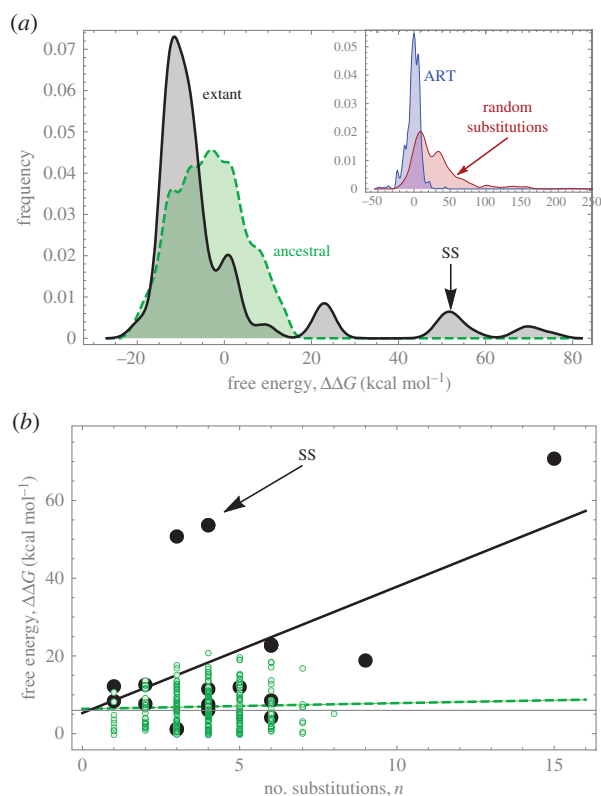 (a)
0.07
0.06
0.05
0.04
0.03
0.02
0.01
0
frequency
extant
ancestral
SS
−20
0
20
40
60
80
free energy, ΔΔG (kcal mol−1)
0.05
0.04
0.03
0.02
0.01
0
ART
random
substitutions
−50
0
50
100
150
200
250
(b)
60
40
20
0
free energy, ΔΔG (kcal mol−1)
SS
0
5
10
15
no. substitutions, n